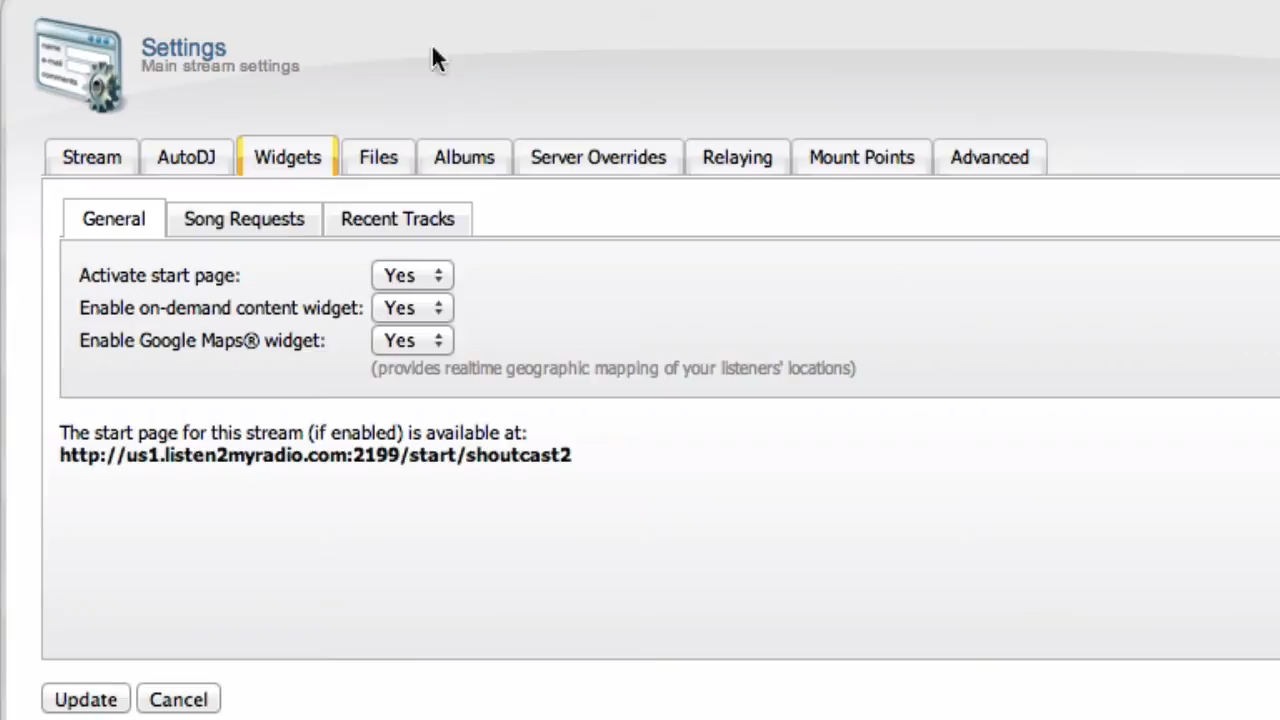 Settings
Main stream settings
Stream AutoDJ Widgets Files Albums Server Overrides Relaying Mount Points Advanced
General Song Requests Recent Tracks
Activate start page: Yes
Enable on-demand content widget: Yes
Enable Google Maps® widget: Yes
(provides realtime geographic mapping of your listeners' locations)
The start page for this stream (if enabled) is available at:
http://us1.listen2myradio.com:2199/start/shoutcast2
Update Cancel